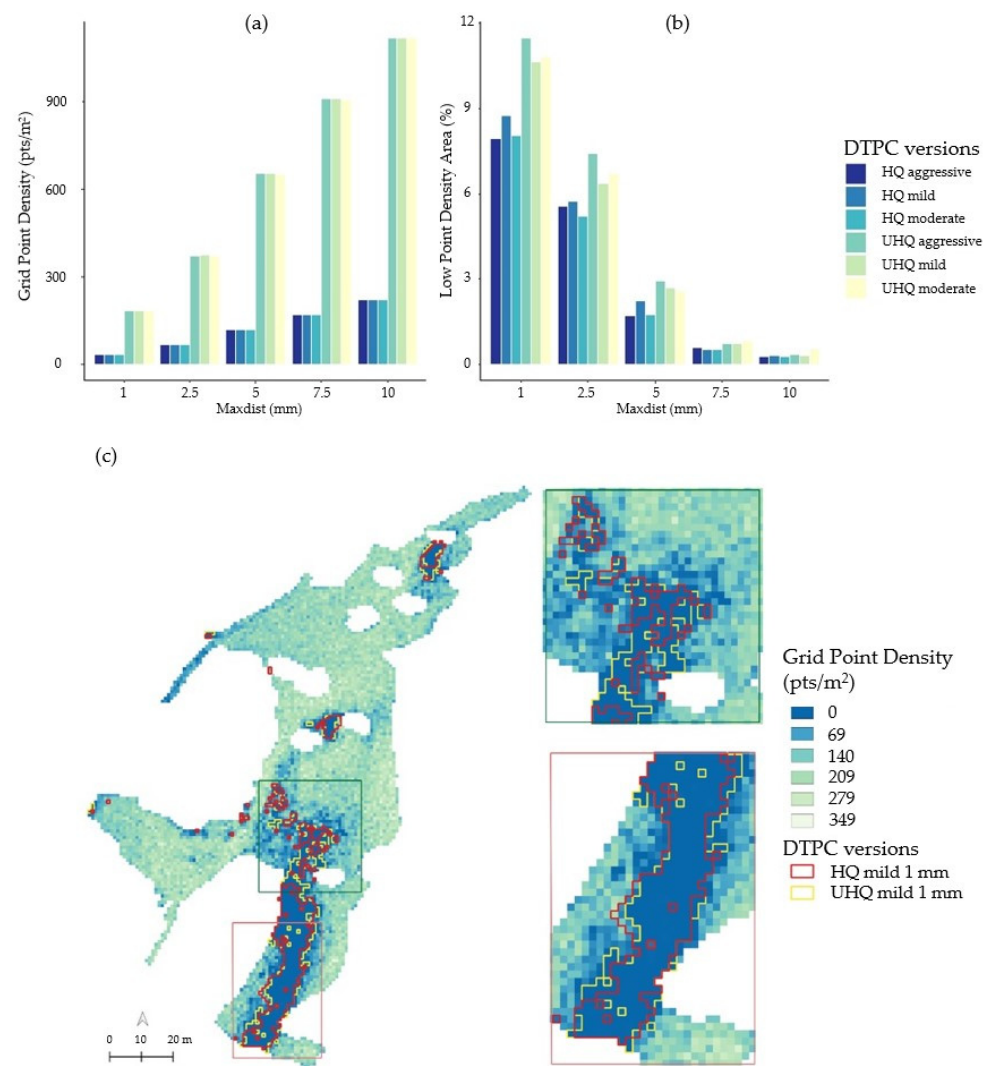 (a)
Grid Point Density (pts/m²)
900
600
300
0
1 2.5 5 7.5 10
Maxdist (mm)
(b)
Low Point Density Area (%)
12
9
6
3
0
1 2.5 5 7.5 10
Maxdist (mm)
DTPC versions
HQ aggressive
HQ mild
HQ moderate
UHQ aggressive
UHQ mild
UHQ moderate
(c)
0 10 20 m
Grid Point Density
(pts/m²)
0
69
140
209
279
349
DTPC versions
HQ mild 1 mm
UHQ mild 1 mm